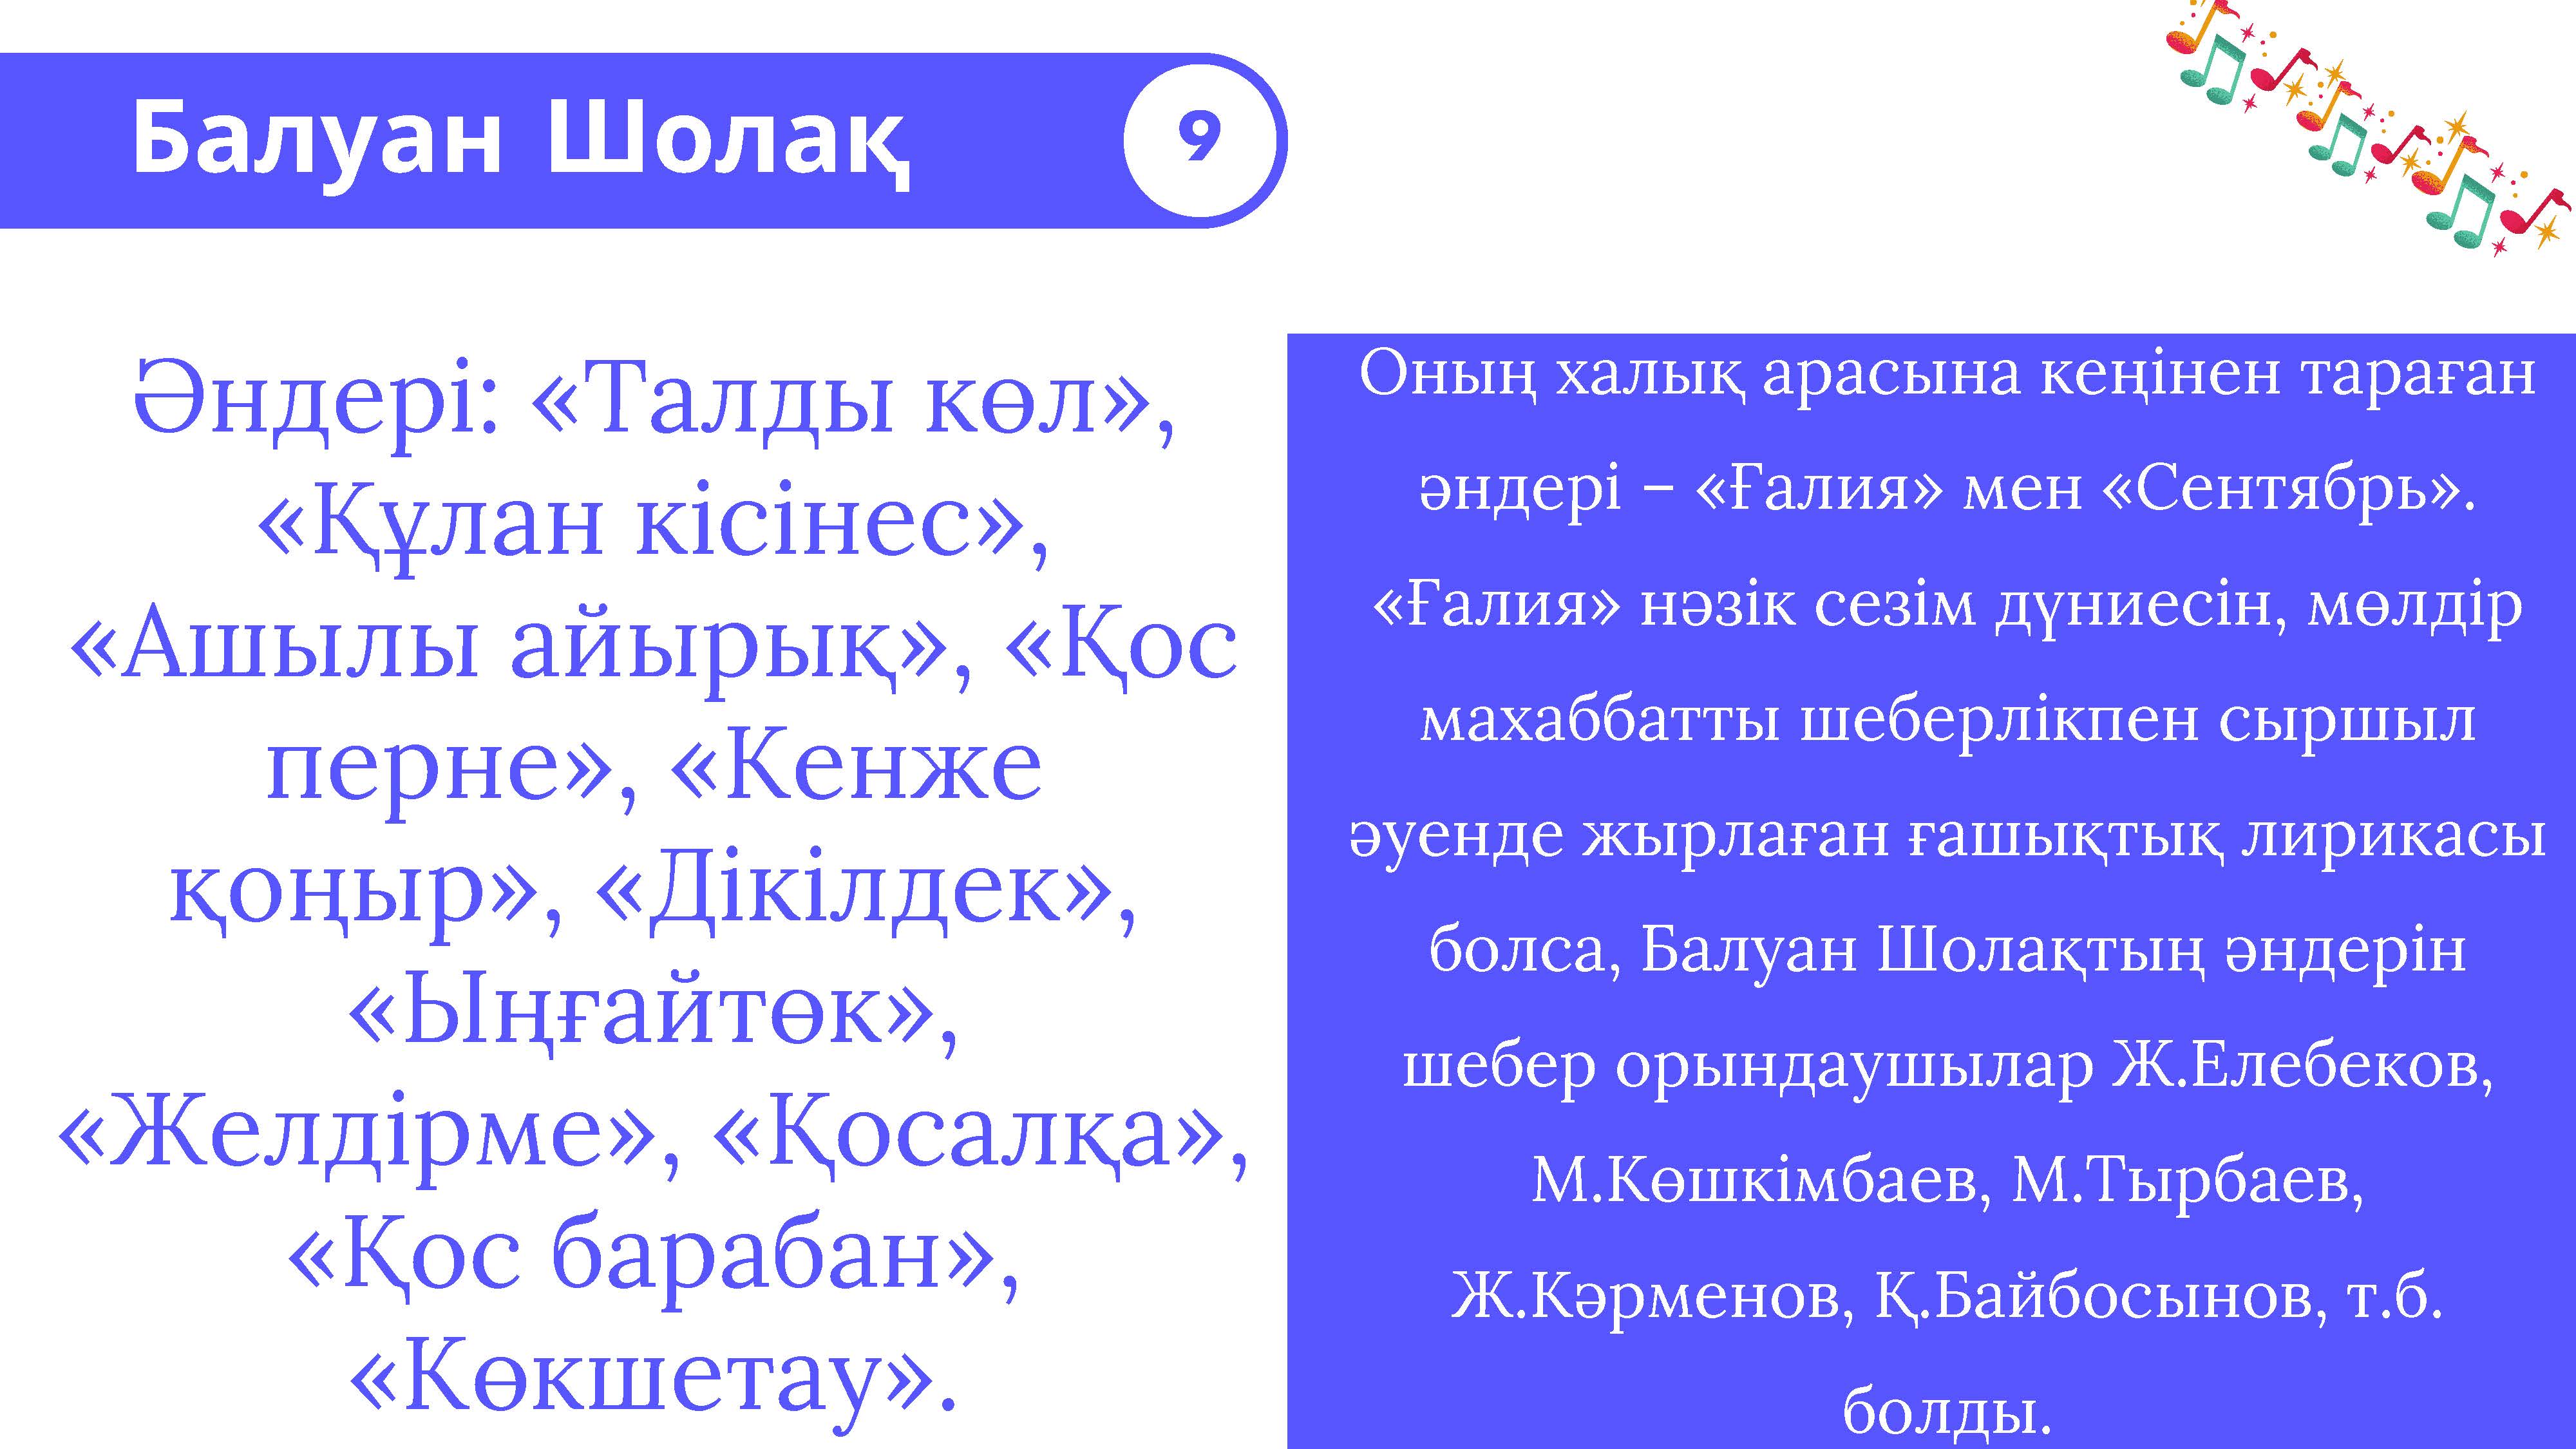 Балуан Шолақ
9
Әндері: «Талды көл»,
«Құлан кісінес»,
«Ашылы айырық», «Қос
перне», «Кенже
қоңыр», «Дікілдек»,
«Ыңғайтөк»,
«Желдірме», «Қосалқа»,
«Қос барабан»,
«Көкшетау».
Оның халық арасына кеңінен тараған
әндері – «Ғалия» мен «Сентябрь».
«Ғалия» нәзік сезім дүниесін, мөлдір
махаббатты шеберлікпен сыршыл
әуенде жырлаған ғашықтық лирикасы
болса, Балуан Шолақтың әндерін
шебер орындаушылар Ж.Елебеков,
М.Көшкімбаев, М.Тырбаев,
Ж.Кәрменов, Қ.Байбосынов, т.б.
болды.